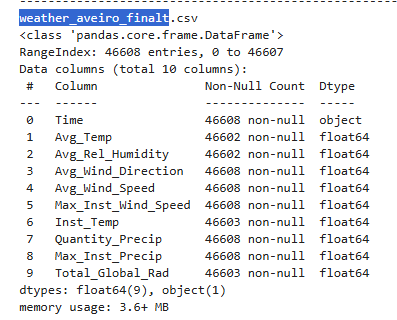 weather_aveiro_finalt.csv
<class 'pandas.core.frame.DataFrame'>
RangeIndex: 46608 entries, 0 to 46607
Data columns (total 10 columns):
 #   Column               Non-Null Count  Dtype
---  ------               --------------  -----
 0   Time                 46608 non-null  object
 1   Avg_Temp             46602 non-null  float64
 2   Avg_Rel_Humidity     46602 non-null  float64
 3   Avg_Wind_Direction   46608 non-null  float64
 4   Avg_Wind_Speed       46608 non-null  float64
 5   Max_Inst_Wind_Speed  46608 non-null  float64
 6   Inst_Temp            46603 non-null  float64
 7   Quantity_Precip      46608 non-null  float64
 8   Max_Inst_Precip      46608 non-null  float64
 9   Total_Global_Rad     46603 non-null  float64
dtypes: float64(9), object(1)
memory usage: 3.6+ MB